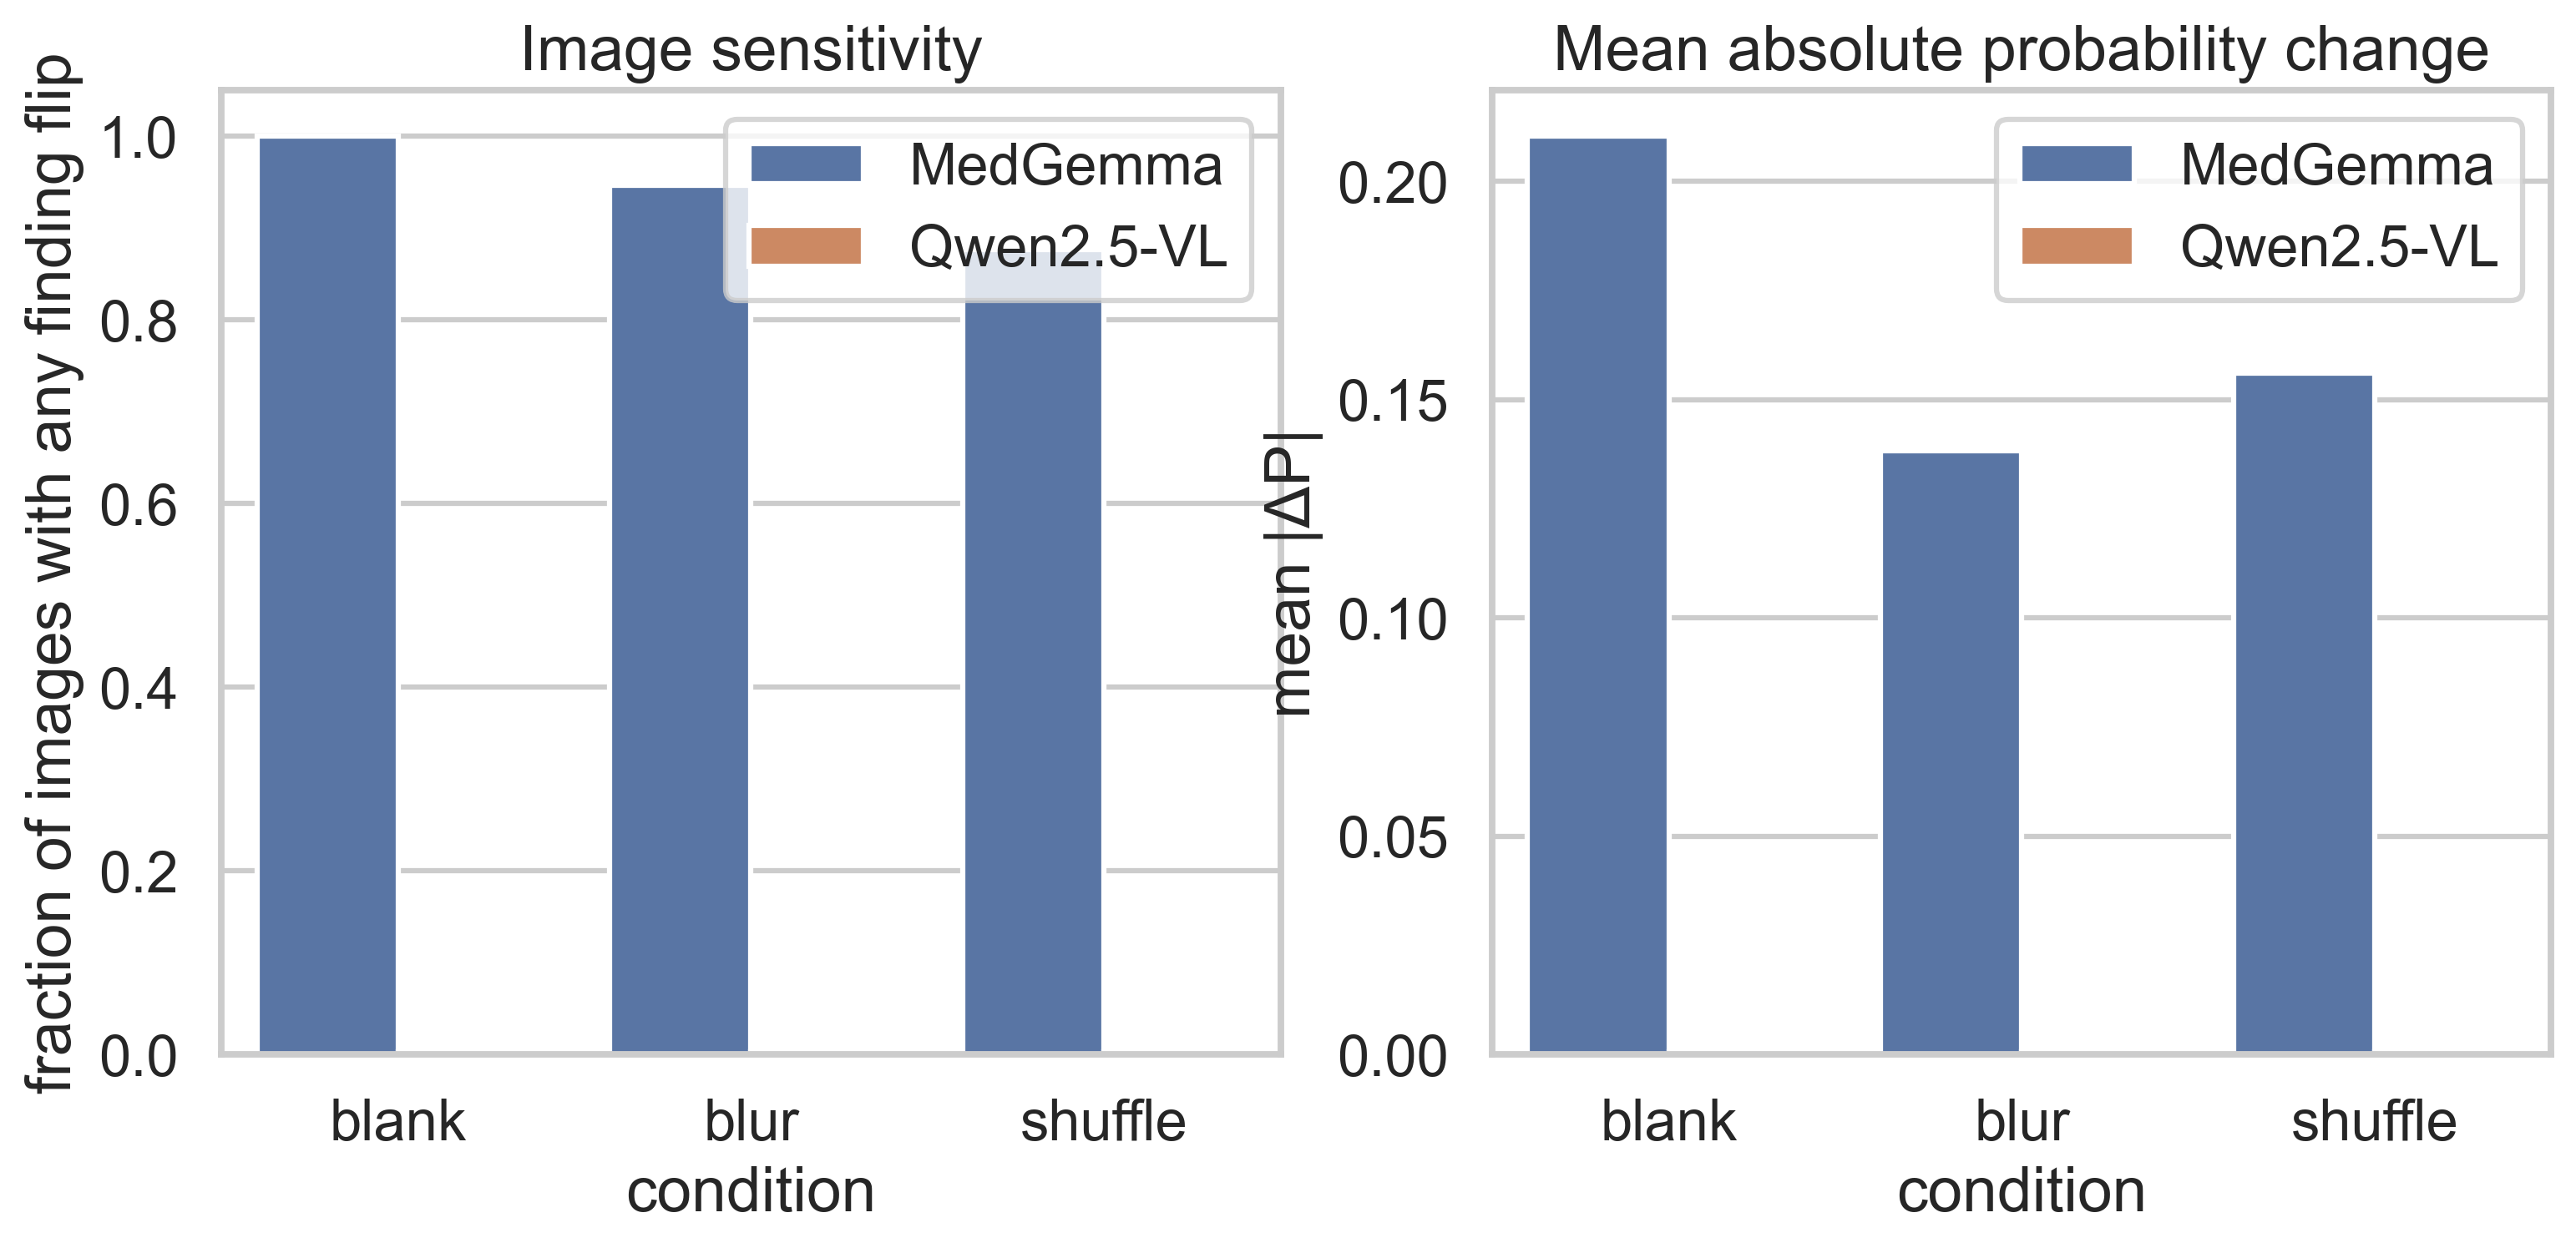 Image sensitivity
fraction of images with any finding flip
1.0
0.8
0.6
0.4
0.2
0.0
MedGemma
Qwen2.5-VL
blank
blur
shuffle
condition
Mean absolute probability change
mean |ΔP|
0.20
0.15
0.10
0.05
0.00
MedGemma
Qwen2.5-VL
blank
blur
shuffle
condition